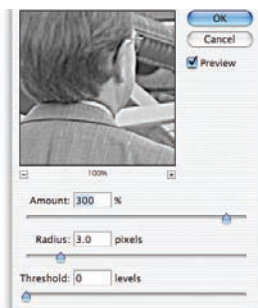 OK
Cancel
Preview
100%
Amount: 300 %
Radius: 3.0 pixels
Threshold: 0 levels